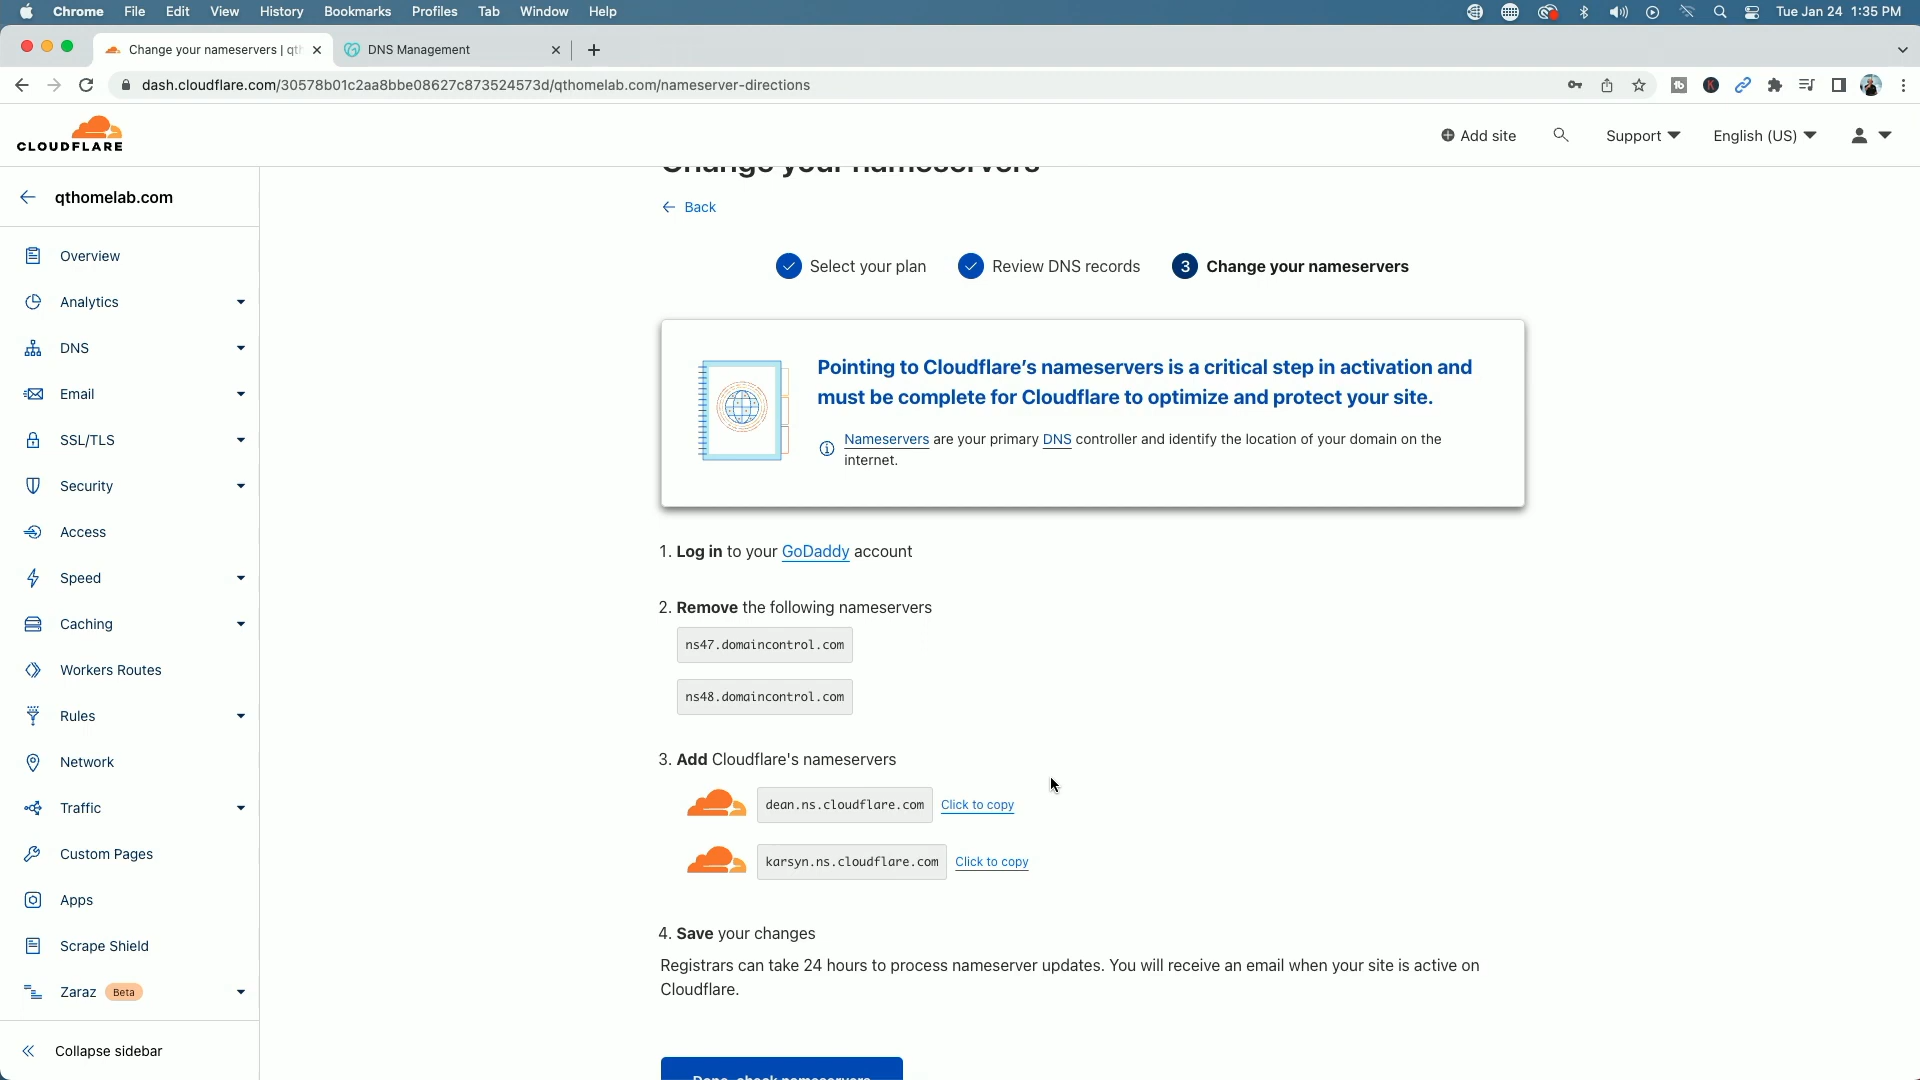 Chrome File Edit View History Bookmarks Profiles Tab Window Help Tue Jan 24 1:35 PM
Change your nameservers | qth DNS Management
dash.cloudflare.com/30578b01c2aa8bbe08627c873524573d/qthomelab.com/nameserver-directions
CLOUDFLARE
Add site Support English (US)
qthomelab.com
Overview
Analytics
DNS
Email
SSL/TLS
Security
Access
Speed
Caching
Workers Routes
Rules
Network
Traffic
Custom Pages
Apps
Scrape Shield
Zaraz Beta
Collapse sidebar
Change your nameservers
Back
Select your plan Review DNS records 3 Change your nameservers
Pointing to Cloudflare’s nameservers is a critical step in activation and
must be complete for Cloudflare to optimize and protect your site.
Nameservers are your primary DNS controller and identify the location of your domain on the
internet.
1. Log in to your GoDaddy account
2. Remove the following nameservers
ns47.domaincontrol.com
ns48.domaincontrol.com
3. Add Cloudflare's nameservers
dean.ns.cloudflare.com Click to copy
karsyn.ns.cloudflare.com Click to copy
4. Save your changes
Registrars can take 24 hours to process nameserver updates. You will receive an email when your site is active on
Cloudflare.
Done, check nameservers